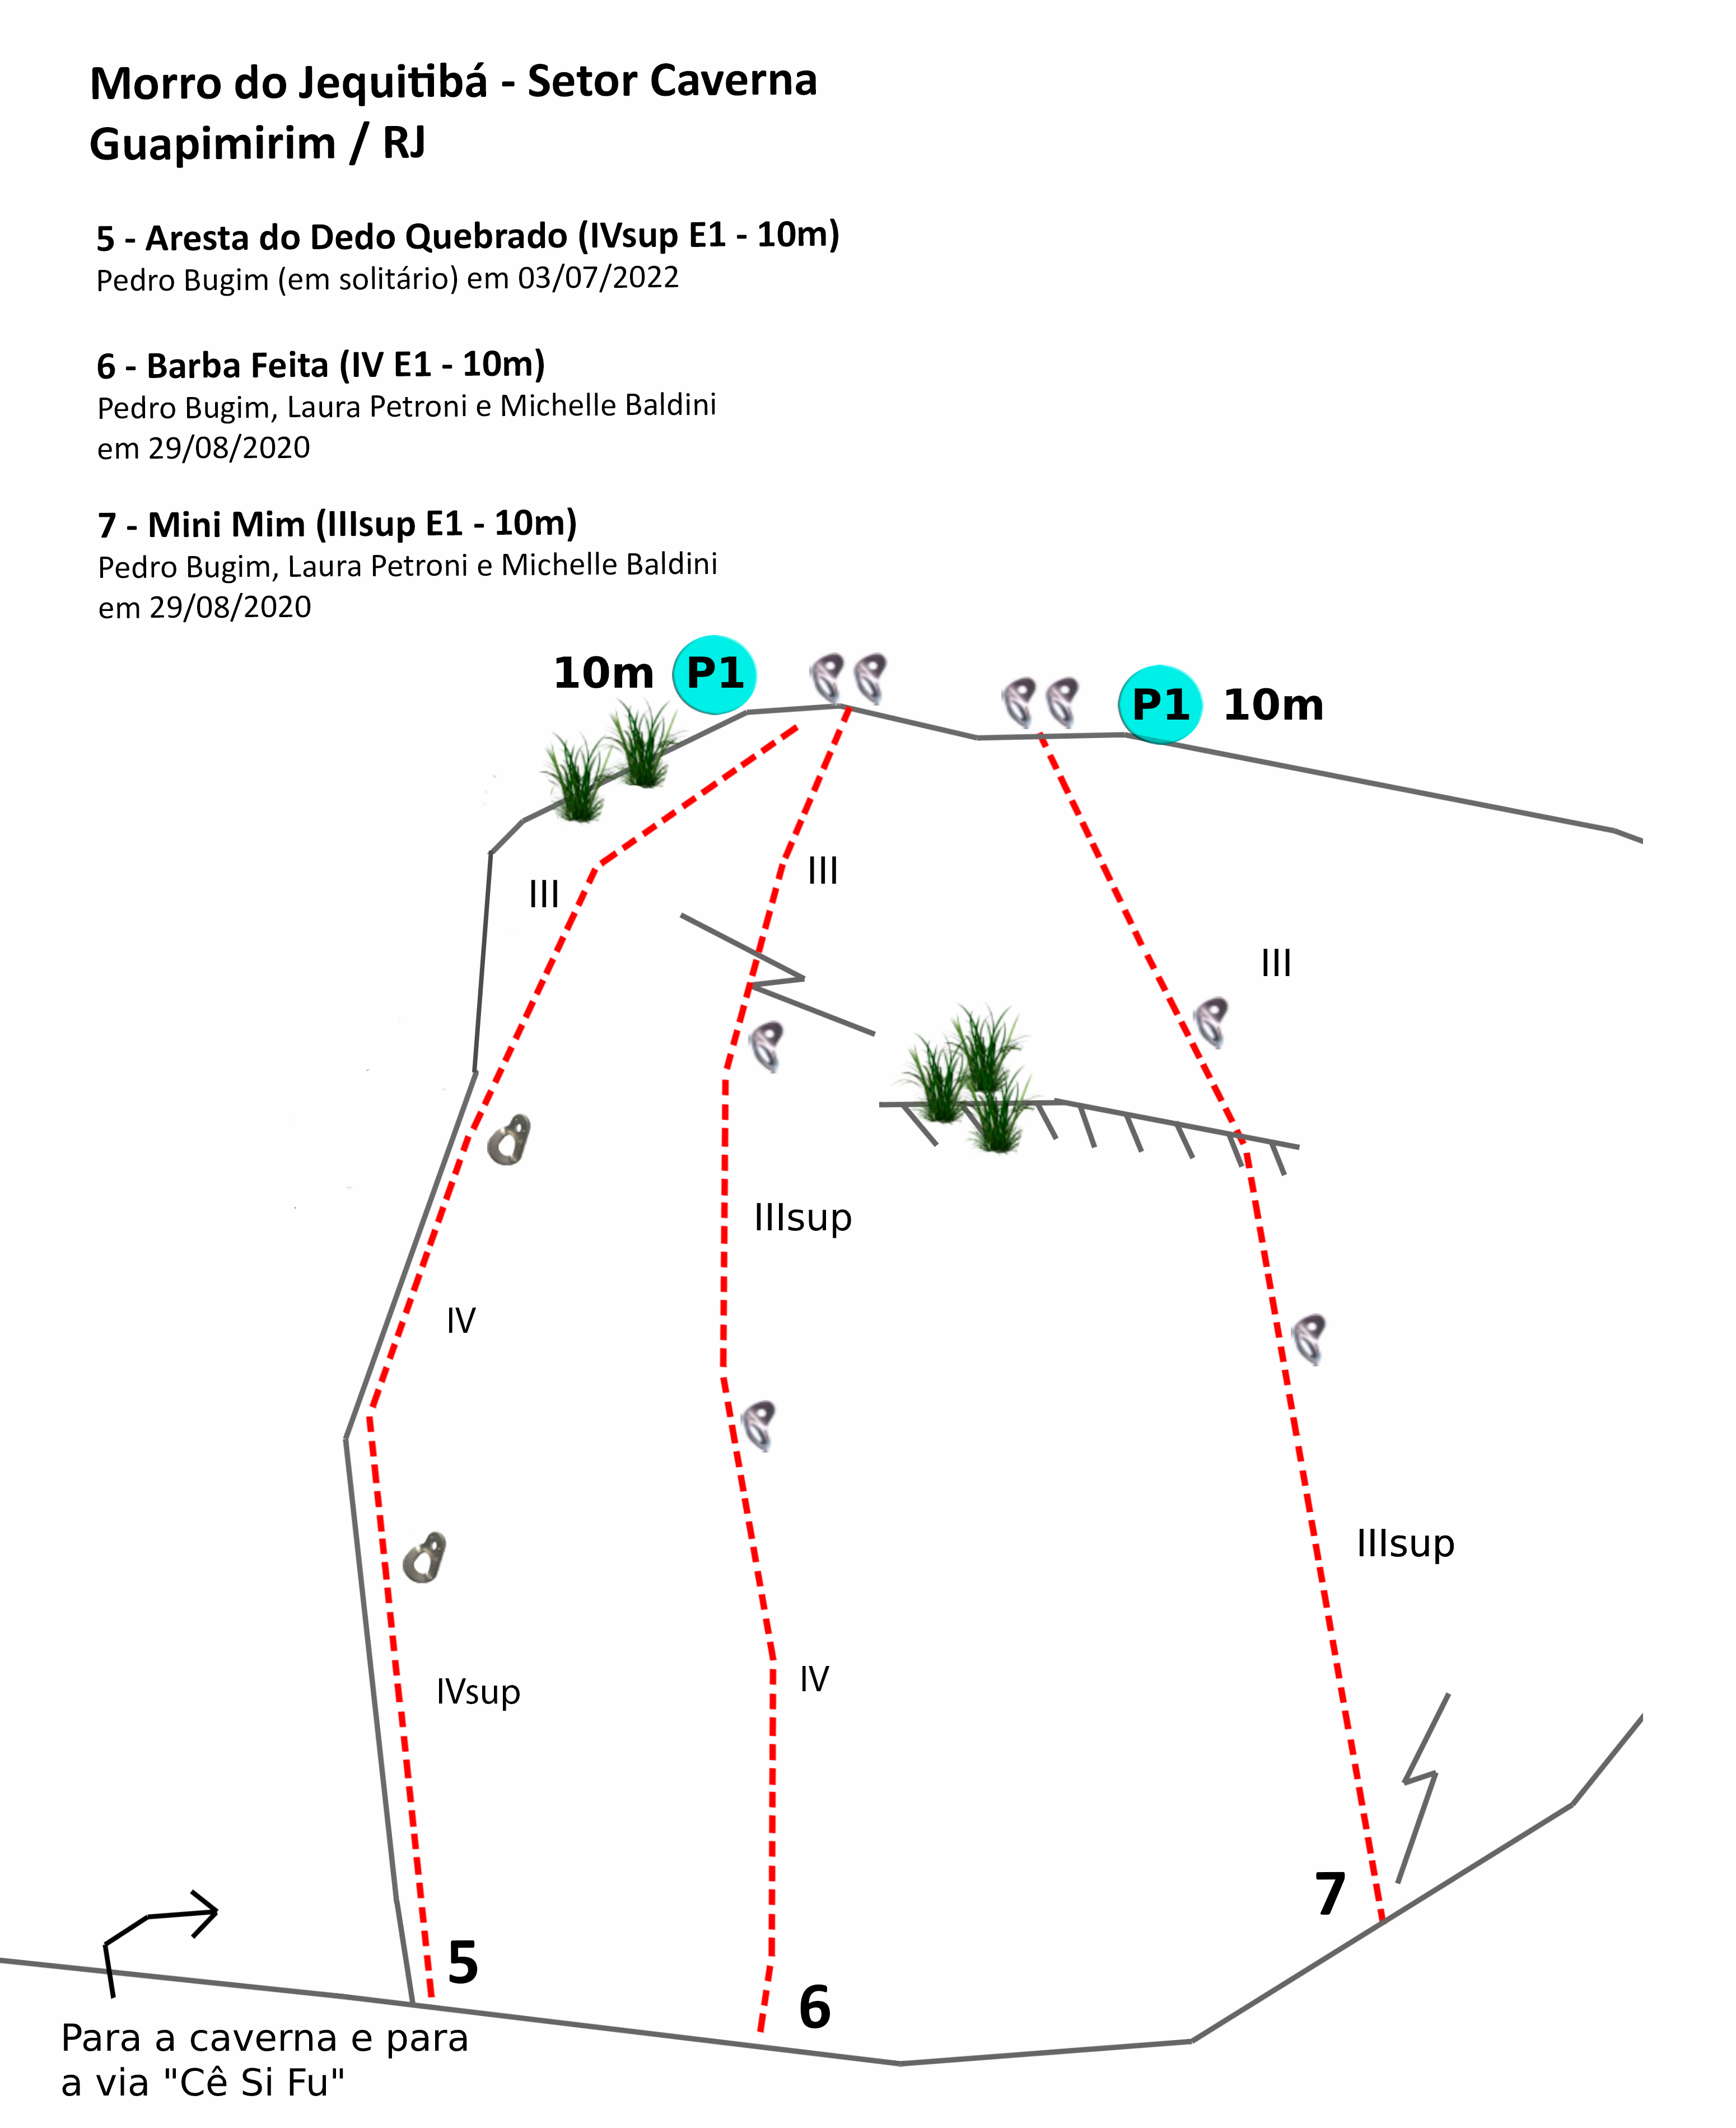 Morro do Jequitibá - Setor Caverna
Guapimirim / RJ
5 - Aresta do Dedo Quebrado (IVsup E1 - 10m)
Pedro Bugim (em solitário) em 03/07/2022
6 - Barba Feita (IV E1 - 10m)
Pedro Bugim, Laura Petroni e Michelle Baldini
em 29/08/2020
7 - Mini Mim (IIIsup E1 - 10m)
Pedro Bugim, Laura Petroni e Michelle Baldini
em 29/08/2020
10m P1
P1 10m
III
III
III
IIIsup
IV
IIIsup
IV
IVsup
7
5
6
Para a caverna e para
a via "Cê Si Fu"